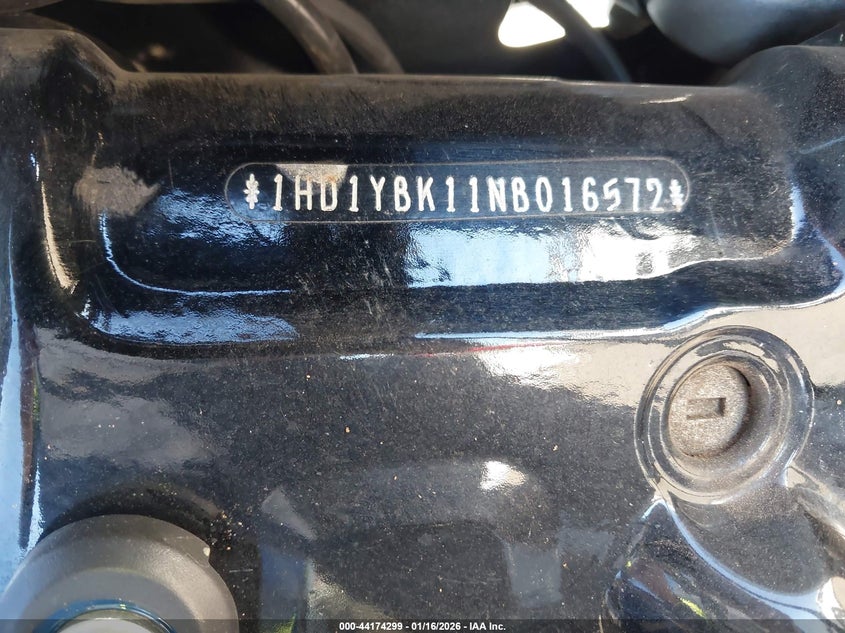 *1HD1YBK11NB016572*
000-44174299 - 01/16/2026 - IAA Inc.